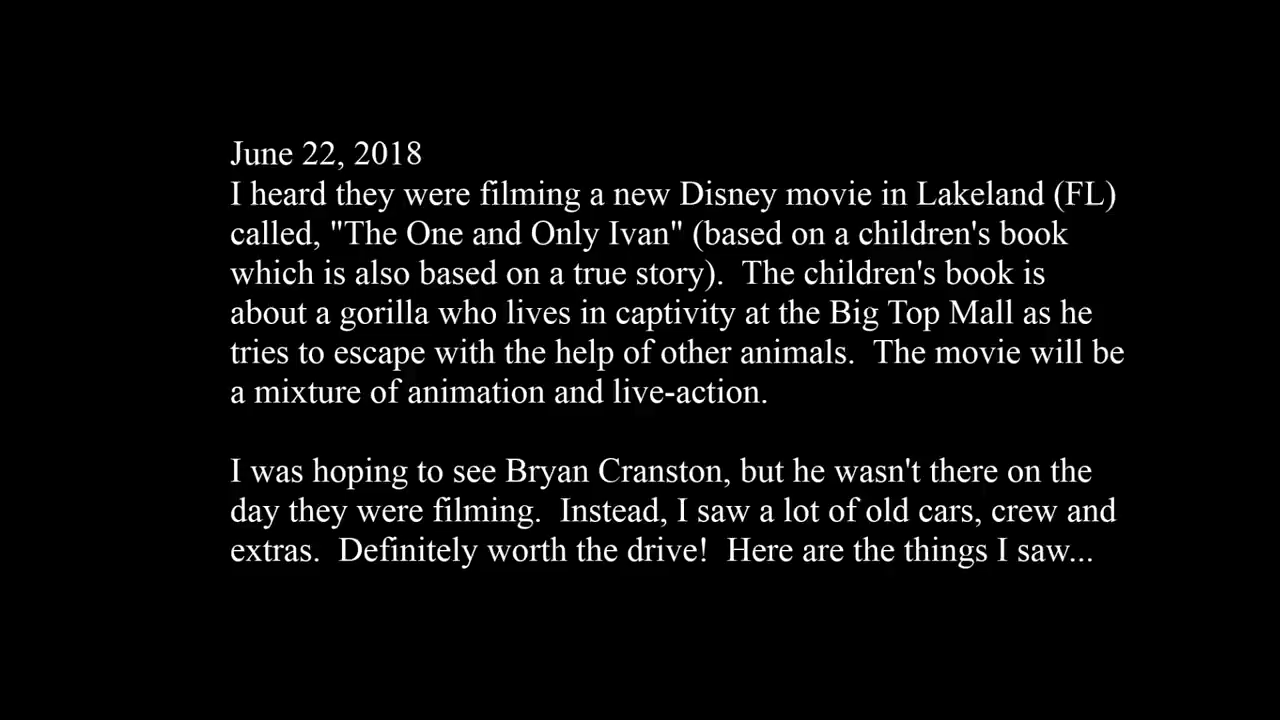 June 22, 2018
I heard they were filming a new Disney movie in Lakeland (FL)
called, "The One and Only Ivan" (based on a children's book
which is also based on a true story).  The children's book is
about a gorilla who lives in captivity at the Big Top Mall as he
tries to escape with the help of other animals.  The movie will be
a mixture of animation and live-action.
I was hoping to see Bryan Cranston, but he wasn't there on the
day they were filming.  Instead, I saw a lot of old cars, crew and
extras.  Definitely worth the drive!  Here are the things I saw...